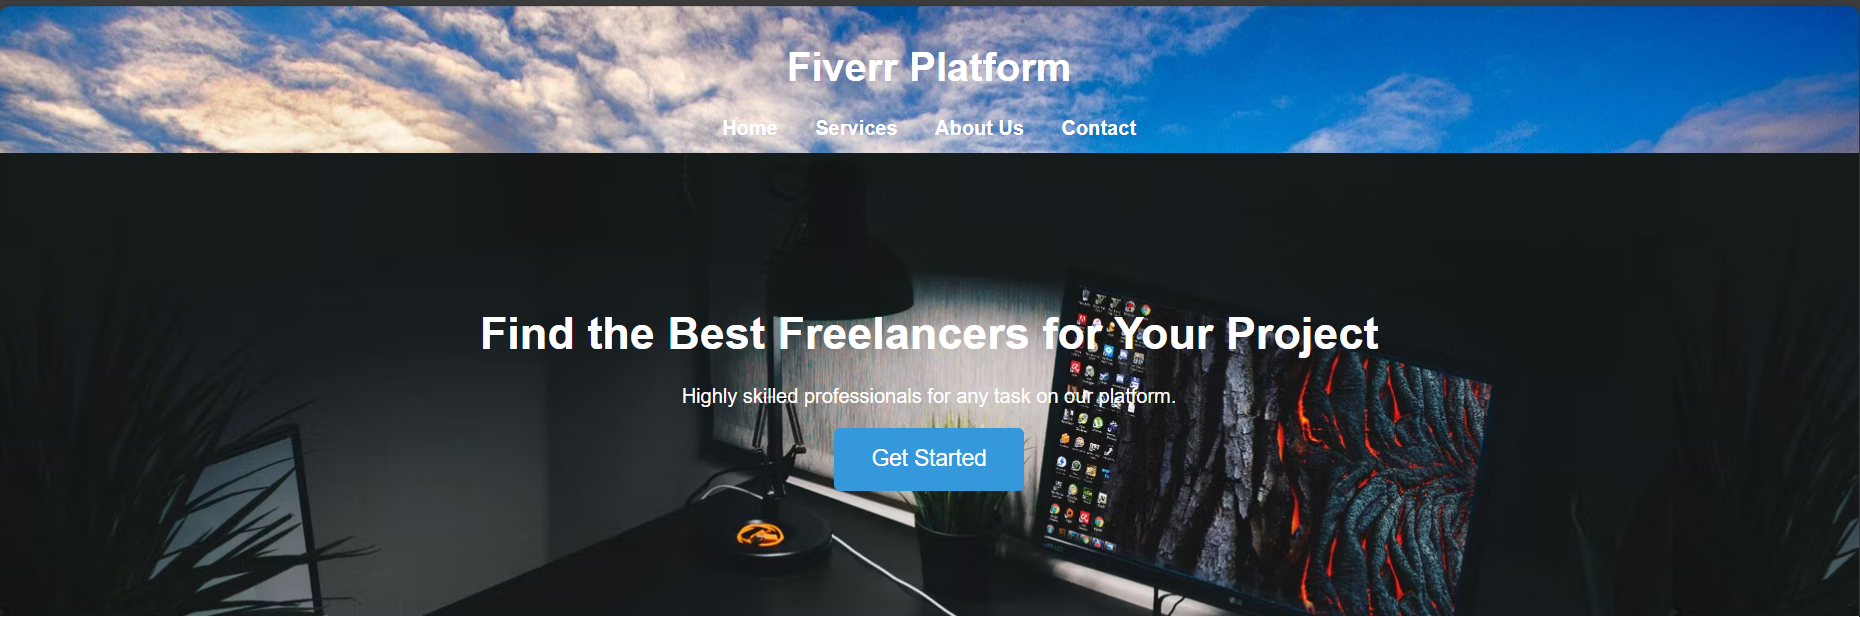 Fiverr Platform
Home Services About Us Contact
Find the Best Freelancers for Your Project
Highly skilled professionals for any task on our platform.
Get Started
LG